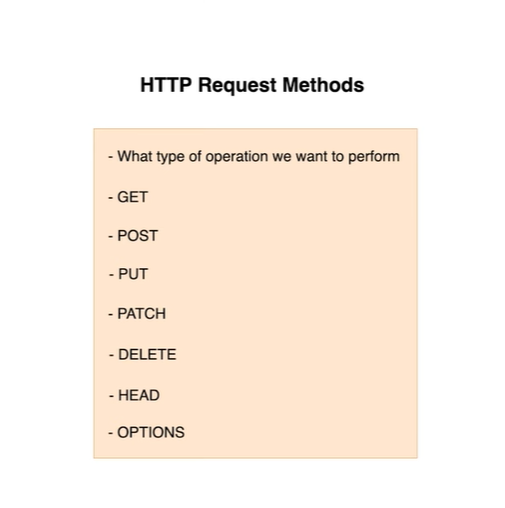 HTTP Request Methods
- What type of operation we want to perform
- GET
- POST
- PUT
- PATCH
- DELETE
- HEAD
- OPTIONS